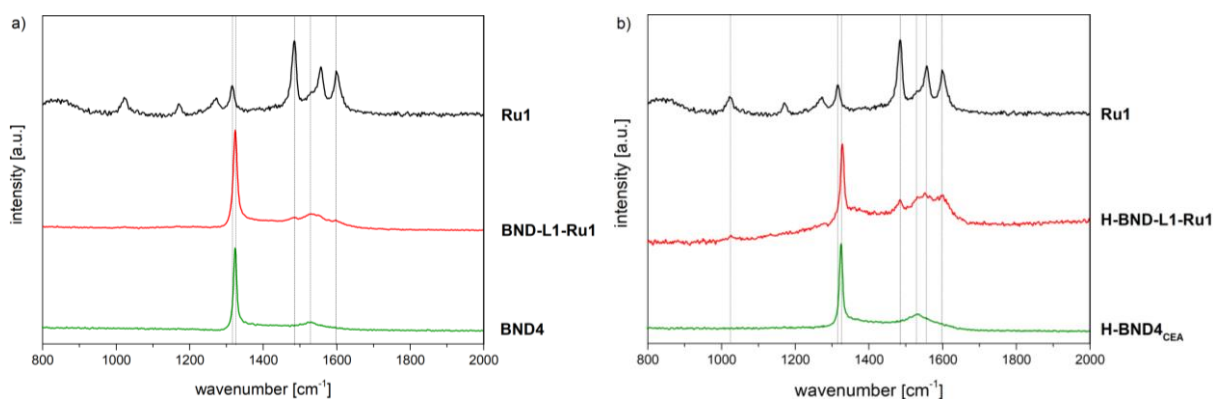 a)
intensity [a.u.]
Ru1
BND-L1-Ru1
BND4
800 1000 1200 1400 1600 1800 2000
wavenumber [cm⁻¹]
b)
intensity [a.u.]
Ru1
H-BND-L1-Ru1
H-BND4CEA
800 1000 1200 1400 1600 1800 2000
wavenumber [cm⁻¹]